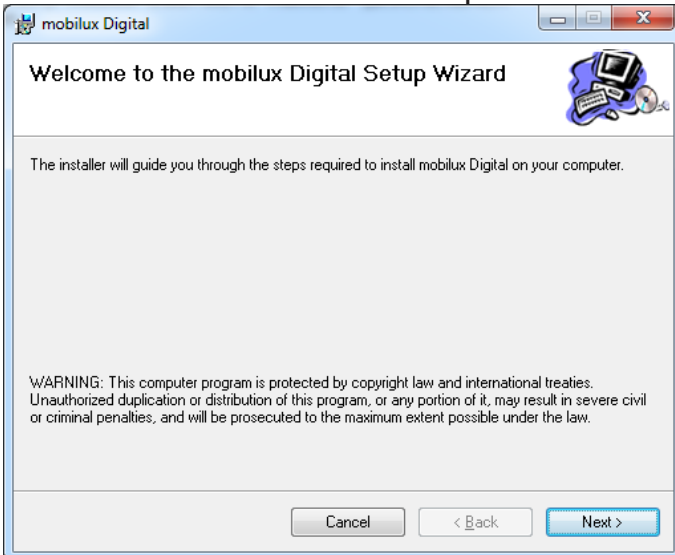 mobilux Digital
Welcome to the mobilux Digital Setup Wizard
The installer will guide you through the steps required to install mobilux Digital on your computer.
WARNING: This computer program is protected by copyright law and international treaties.
Unauthorized duplication or distribution of this program, or any portion of it, may result in severe civil
or criminal penalties, and will be prosecuted to the maximum extent possible under the law.
Cancel
< Back
Next >